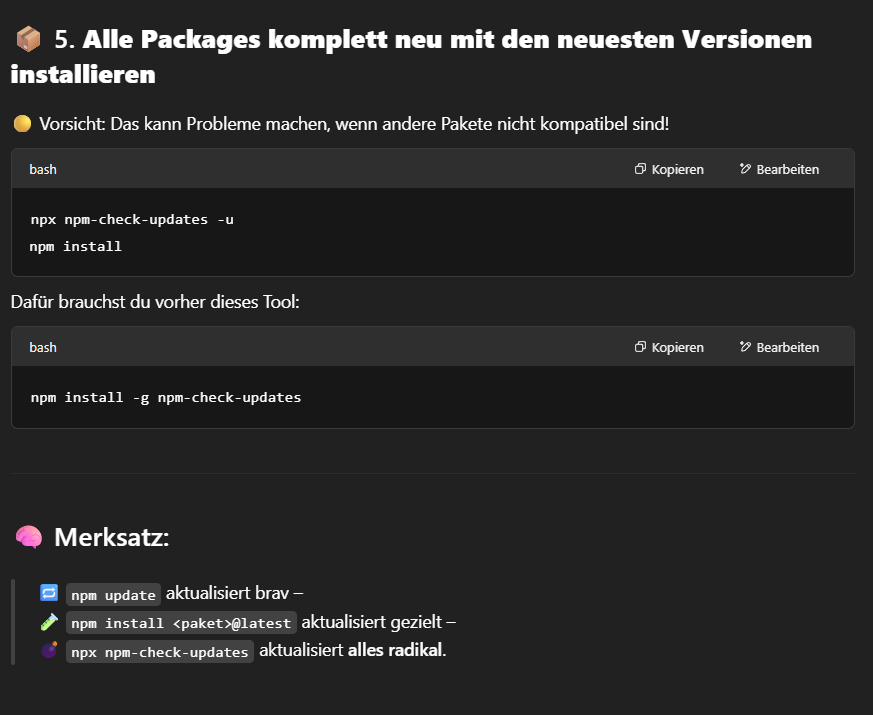 📦 5. Alle Packages komplett neu mit den neuesten Versionen
installieren
🟡 Vorsicht: Das kann Probleme machen, wenn andere Pakete nicht kompatibel sind!
bash Kopieren Bearbeiten
npx npm-check-updates -u
npm install
Dafür brauchst du vorher dieses Tool:
bash Kopieren Bearbeiten
npm install -g npm-check-updates
🧠 Merksatz:
🔁 npm update aktualisiert brav –
🧪 npm install <paket>@latest aktualisiert gezielt –
💣 npx npm-check-updates aktualisiert alles radikal.